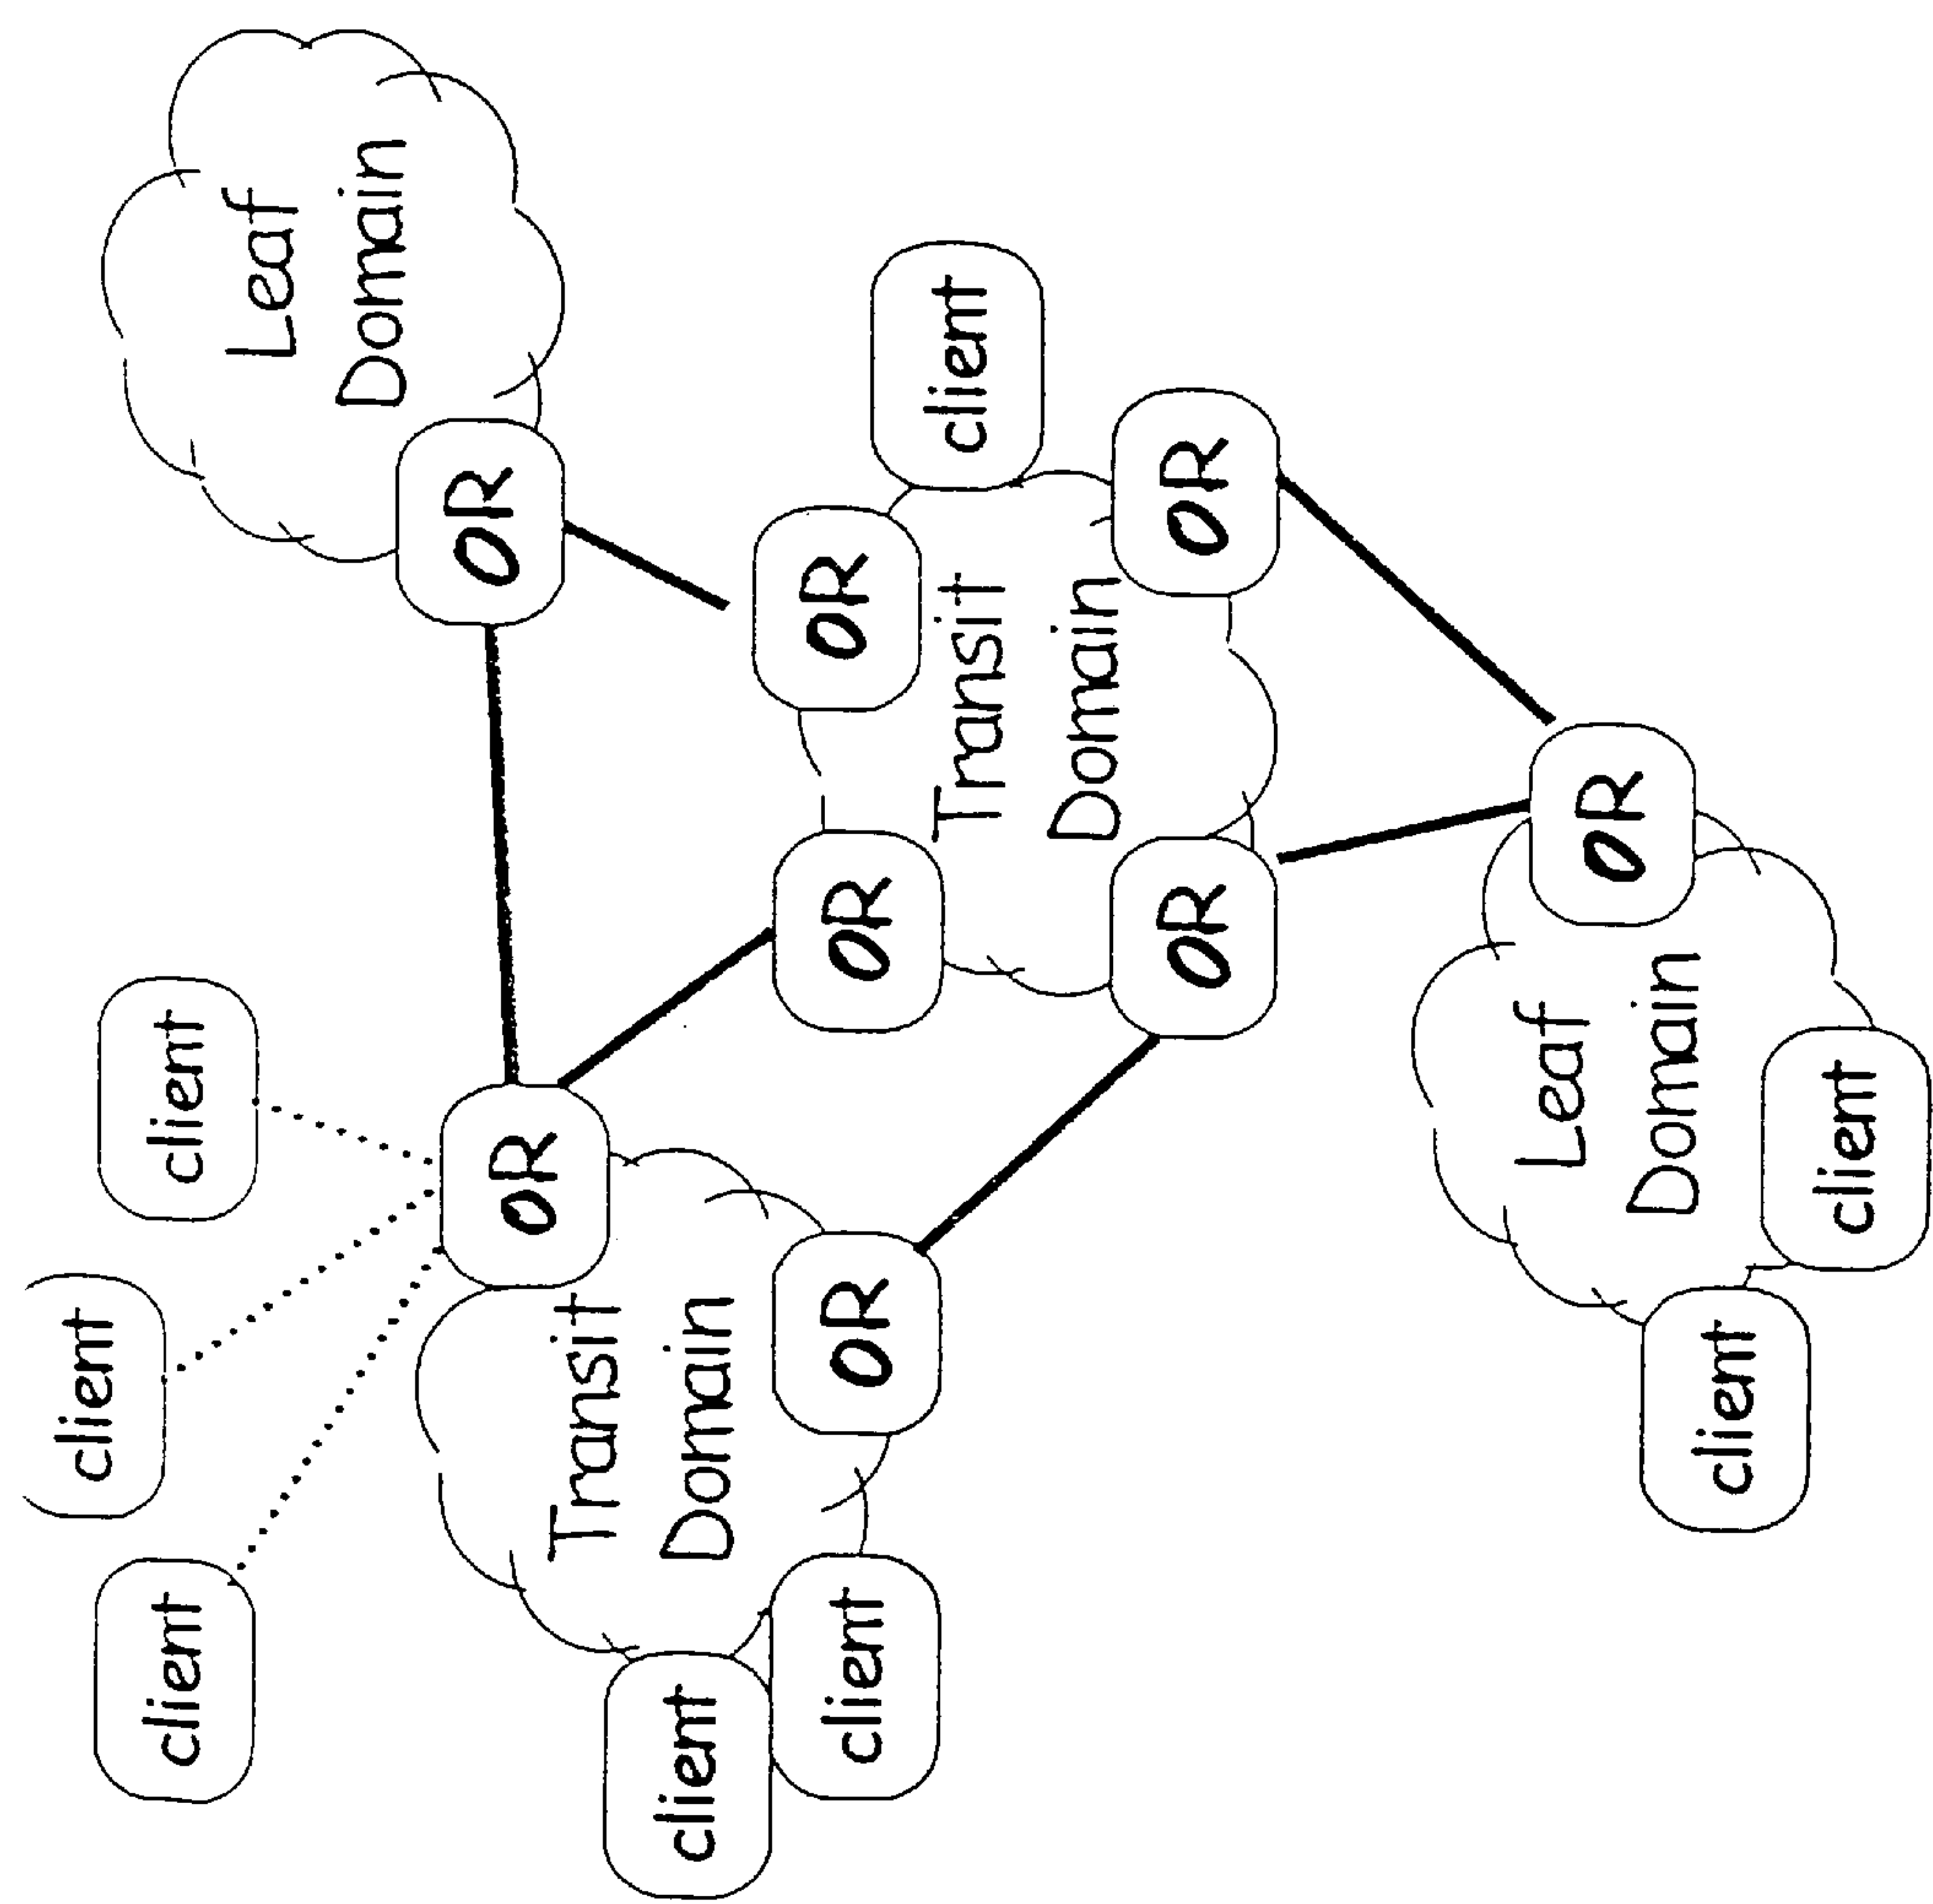 client
client
client
Leaf
Domain
OR
OR
Transit
Domain
client
client
OR
OR
OR
client
Transit
Domain
OR
OR
Leaf
Domain
OR
client
client